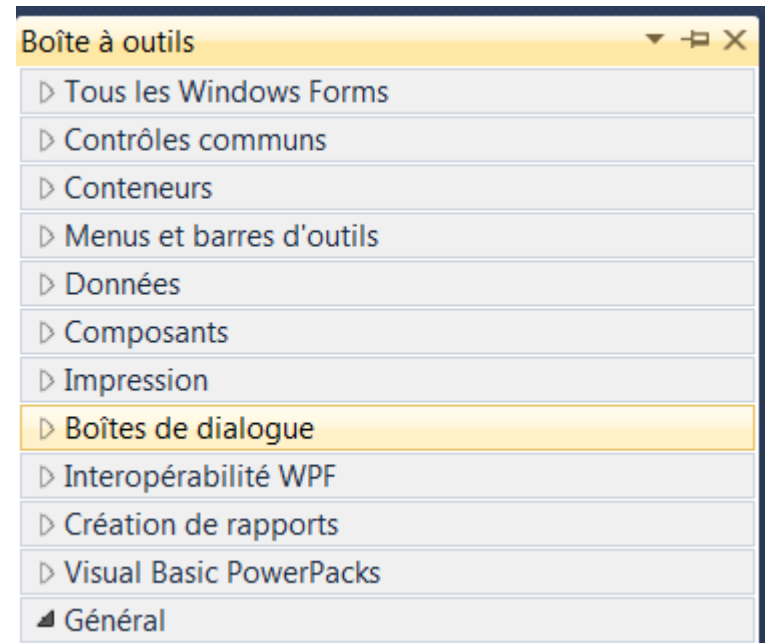 Boîte à outils
Tous les Windows Forms
Contrôles communs
Conteneurs
Menus et barres d'outils
Données
Composants
Impression
Boîtes de dialogue
Interopérabilité WPF
Création de rapports
Visual Basic PowerPacks
Général